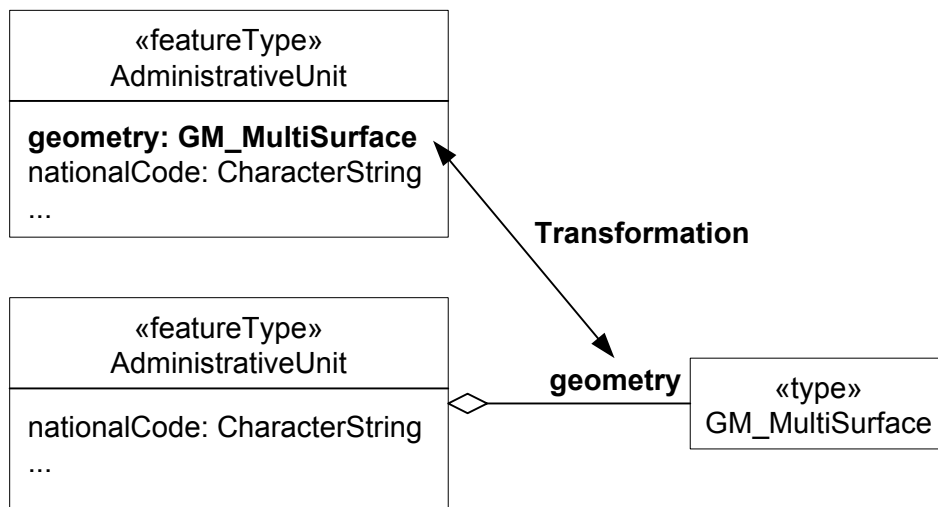 «featureType»
AdministrativeUnit
geometry: GM_MultiSurface
nationalCode: CharacterString
...
Transformation
«featureType»
AdministrativeUnit
nationalCode: CharacterString
...
geometry
«type»
GM_MultiSurface